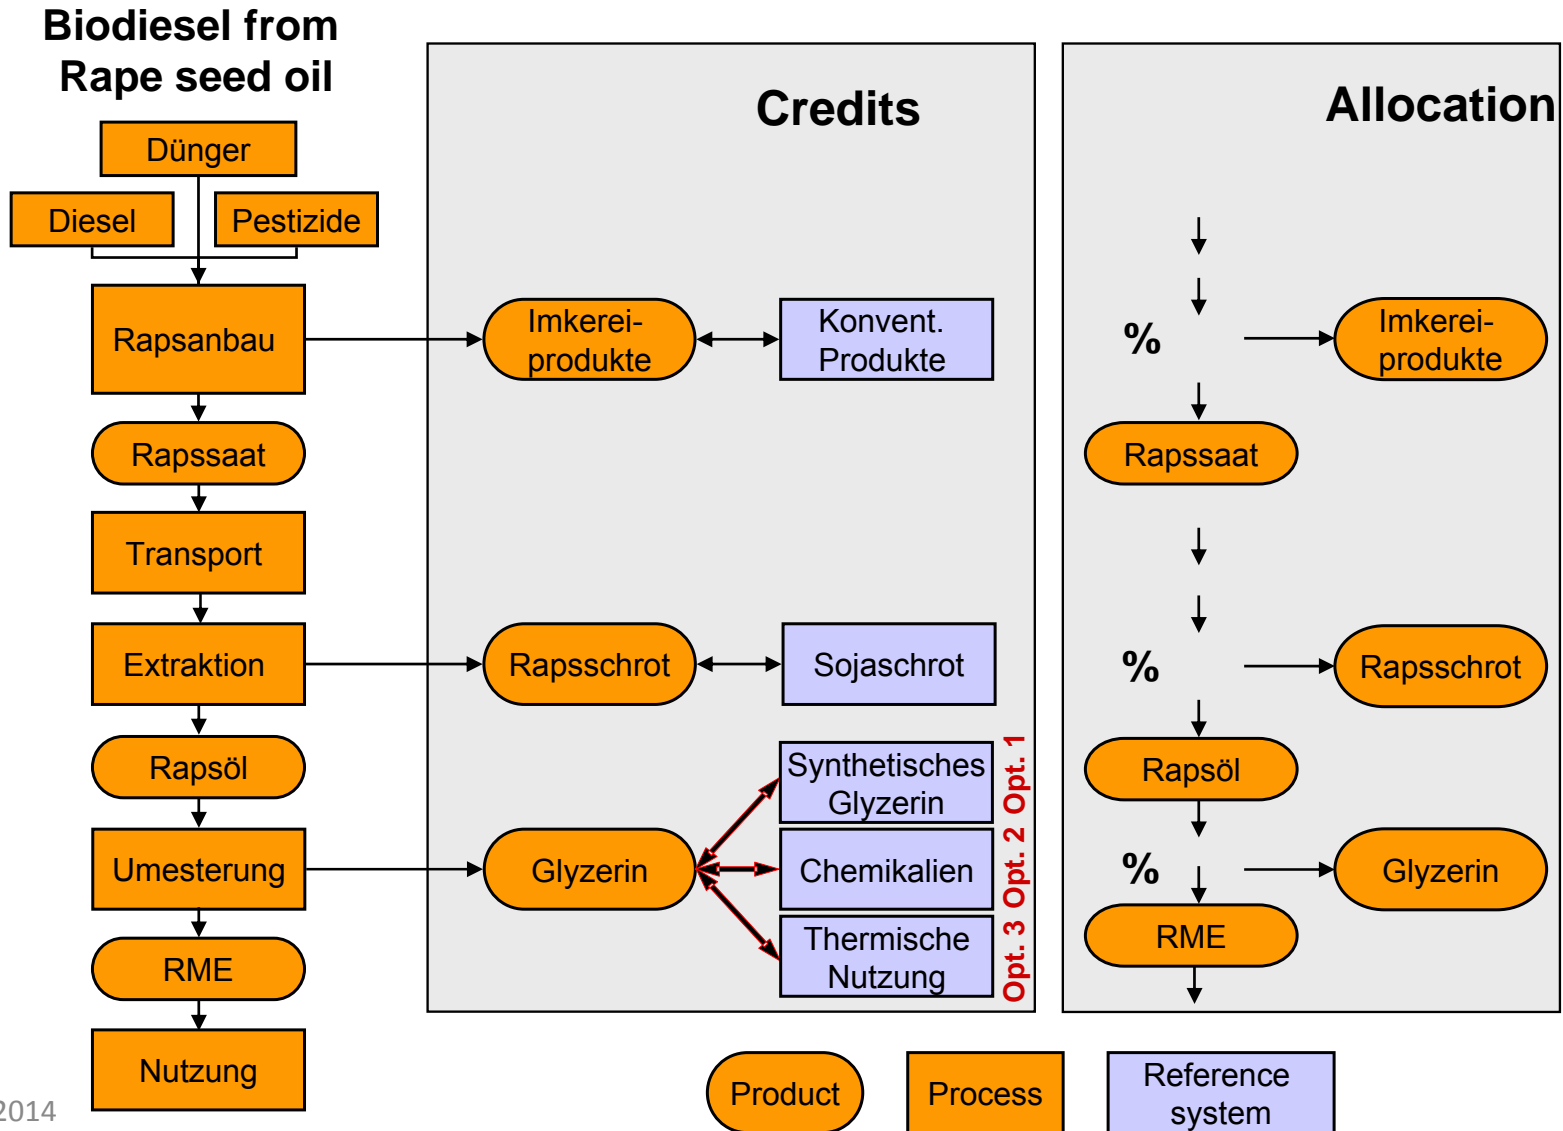 Biodiesel from
Rape seed oil
Dünger
Diesel
Pestizide
Rapsanbau
Rapssaat
Transport
Extraktion
Rapsöl
Umesterung
RME
Nutzung
2014
Credits
Imkerei-
produkte
Konvent.
Produkte
Rapsschrot
Sojaschrot
Glyzerin
Synthetisches
Glyzerin
Chemikalien
Thermische
Nutzung
Opt. 1
Opt. 2
Opt. 3
Allocation
%
Imkerei-
produkte
Rapssaat
%
Rapsschrot
Rapsöl
%
Glyzerin
RME
Product
Process
Reference
system